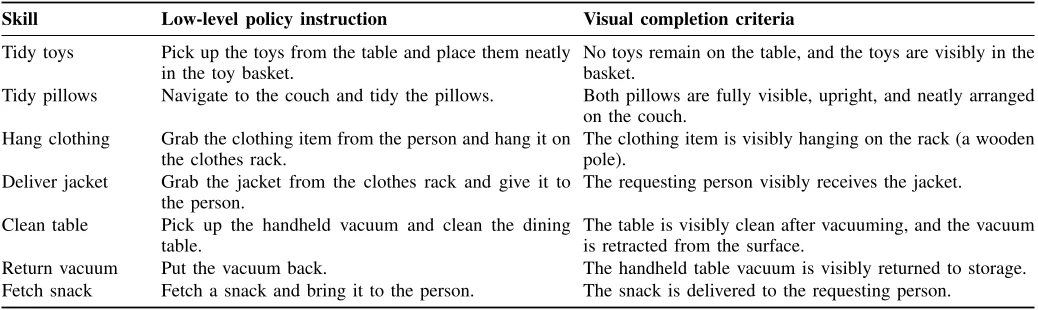 Skill Low-level policy instruction Visual completion criteria
Tidy toys Pick up the toys from the table and place them neatly No toys remain on the table, and the toys are visibly in the
in the toy basket. basket.
Tidy pillows Navigate to the couch and tidy the pillows. Both pillows are fully visible, upright, and neatly arranged
on the couch.
Hang clothing Grab the clothing item from the person and hang it on The clothing item is visibly hanging on the rack (a wooden
the clothes rack. pole).
Deliver jacket Grab the jacket from the clothes rack and give it to The requesting person visibly receives the jacket.
the person.
Clean table Pick up the handheld vacuum and clean the dining The table is visibly clean after vacuuming, and the vacuum
table. is retracted from the surface.
Return vacuum Put the vacuum back. The handheld table vacuum is visibly returned to storage.
Fetch snack Fetch a snack and bring it to the person. The snack is delivered to the requesting person.